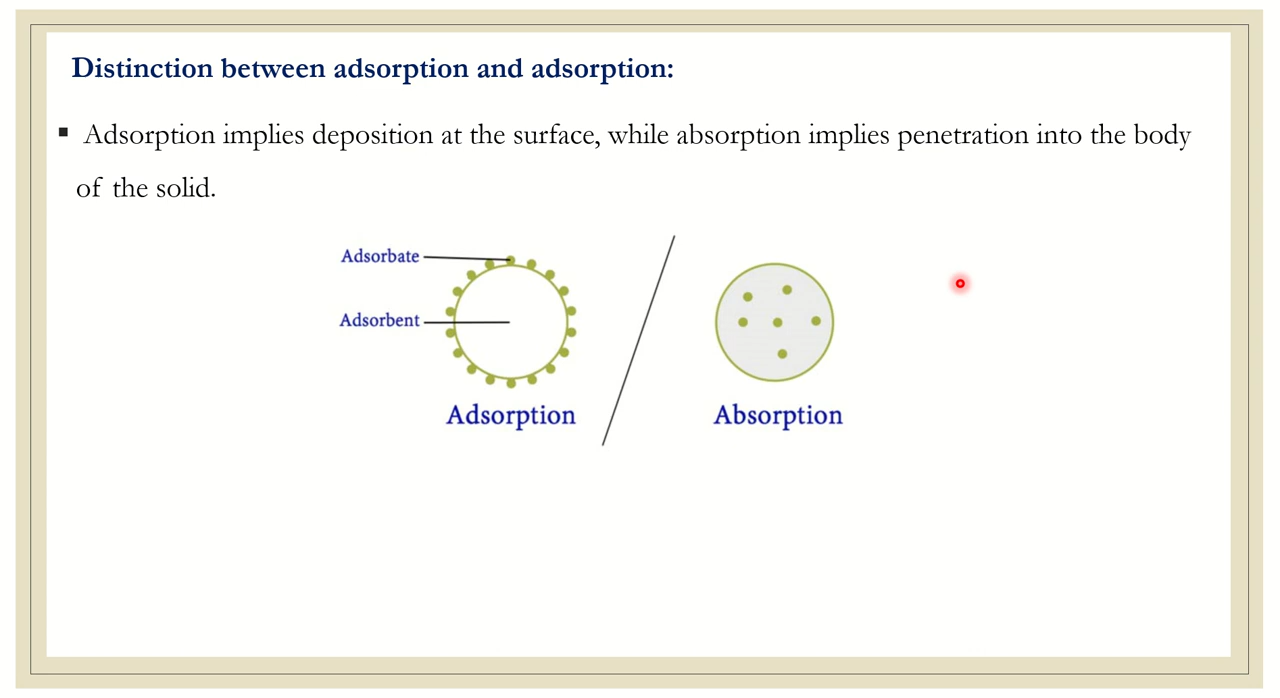 Distinction between adsorption and adsorption:
▪ Adsorption implies deposition at the surface, while absorption implies penetration into the body
of the solid.
Adsorbate
Adsorbent
Adsorption
Absorption